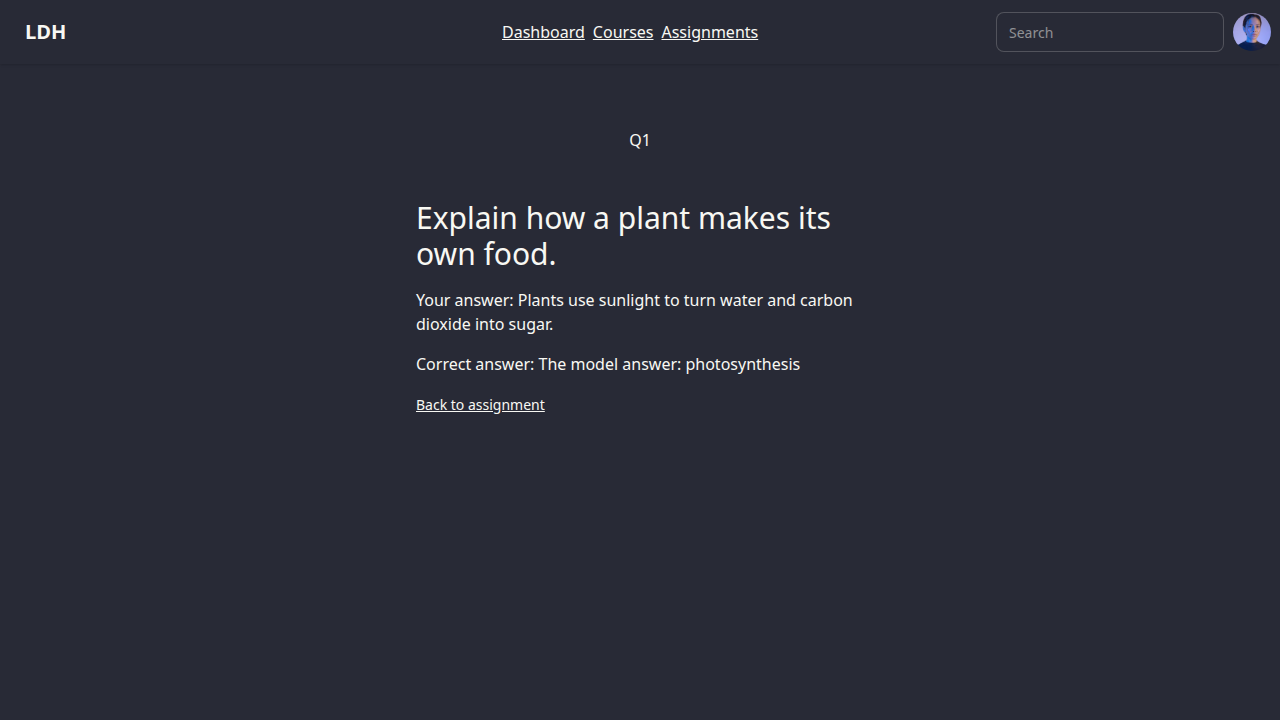 LDH
Dashboard Courses Assignments
Search
Q1
Explain how a plant makes its
own food.
Your answer: Plants use sunlight to turn water and carbon
dioxide into sugar.
Correct answer: The model answer: photosynthesis
Back to assignment